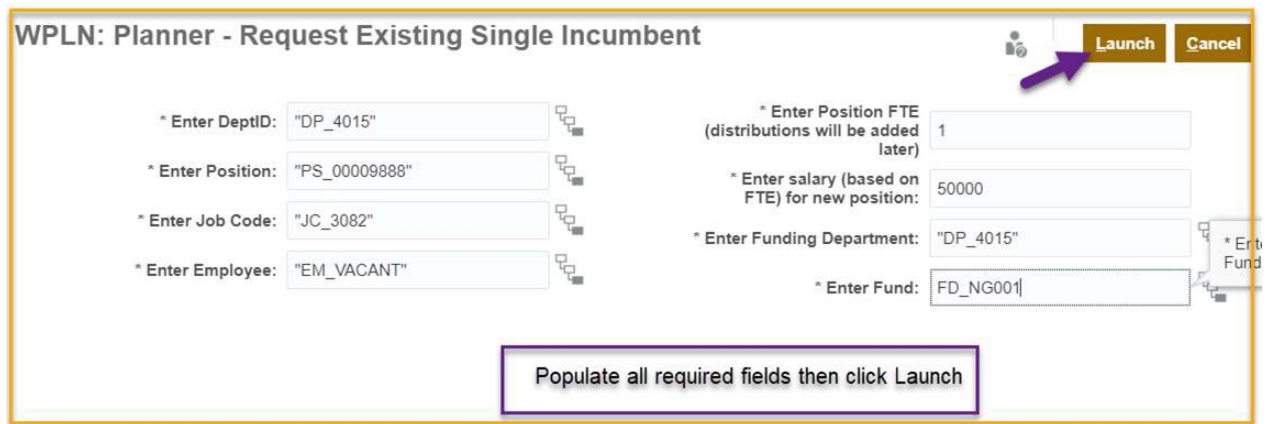 WPLN: Planner - Request Existing Single Incumbent
Launch
Cancel
* Enter DeptID: "DP_4015"
* Enter Position: "PS_00009888"
* Enter Job Code: "JC_3082"
* Enter Employee: "EM_VACANT"
* Enter Position FTE
(distributions will be added
later)
1
* Enter salary (based on
FTE) for new position:
50000
* Enter Funding Department: "DP_4015"
* Enter Fund: FD_NG001
Fund
Populate all required fields then click Launch